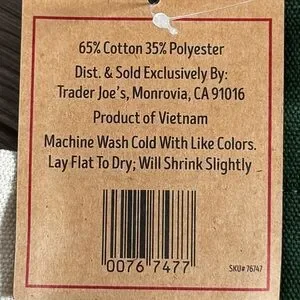 65% Cotton 35% Polyester
Dist. & Sold Exclusively By:
Trader Joe's, Monrovia, CA 91016
Product of Vietnam
Machine Wash Cold With Like Colors.
Lay Flat To Dry; Will Shrink Slightly
0076 7477
SKU# 76747